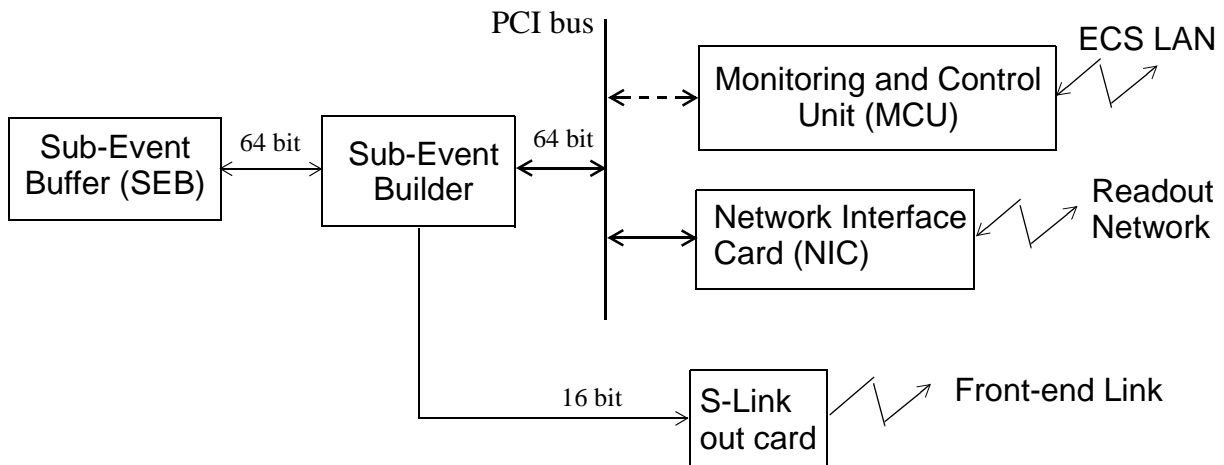 PCI bus
ECS LAN
Monitoring and Control
Unit (MCU)
Sub-Event
Buffer (SEB)
64 bit
Sub-Event
Builder
64 bit
Network Interface
Card (NIC)
Readout
Network
16 bit
S-Link
out card
Front-end Link